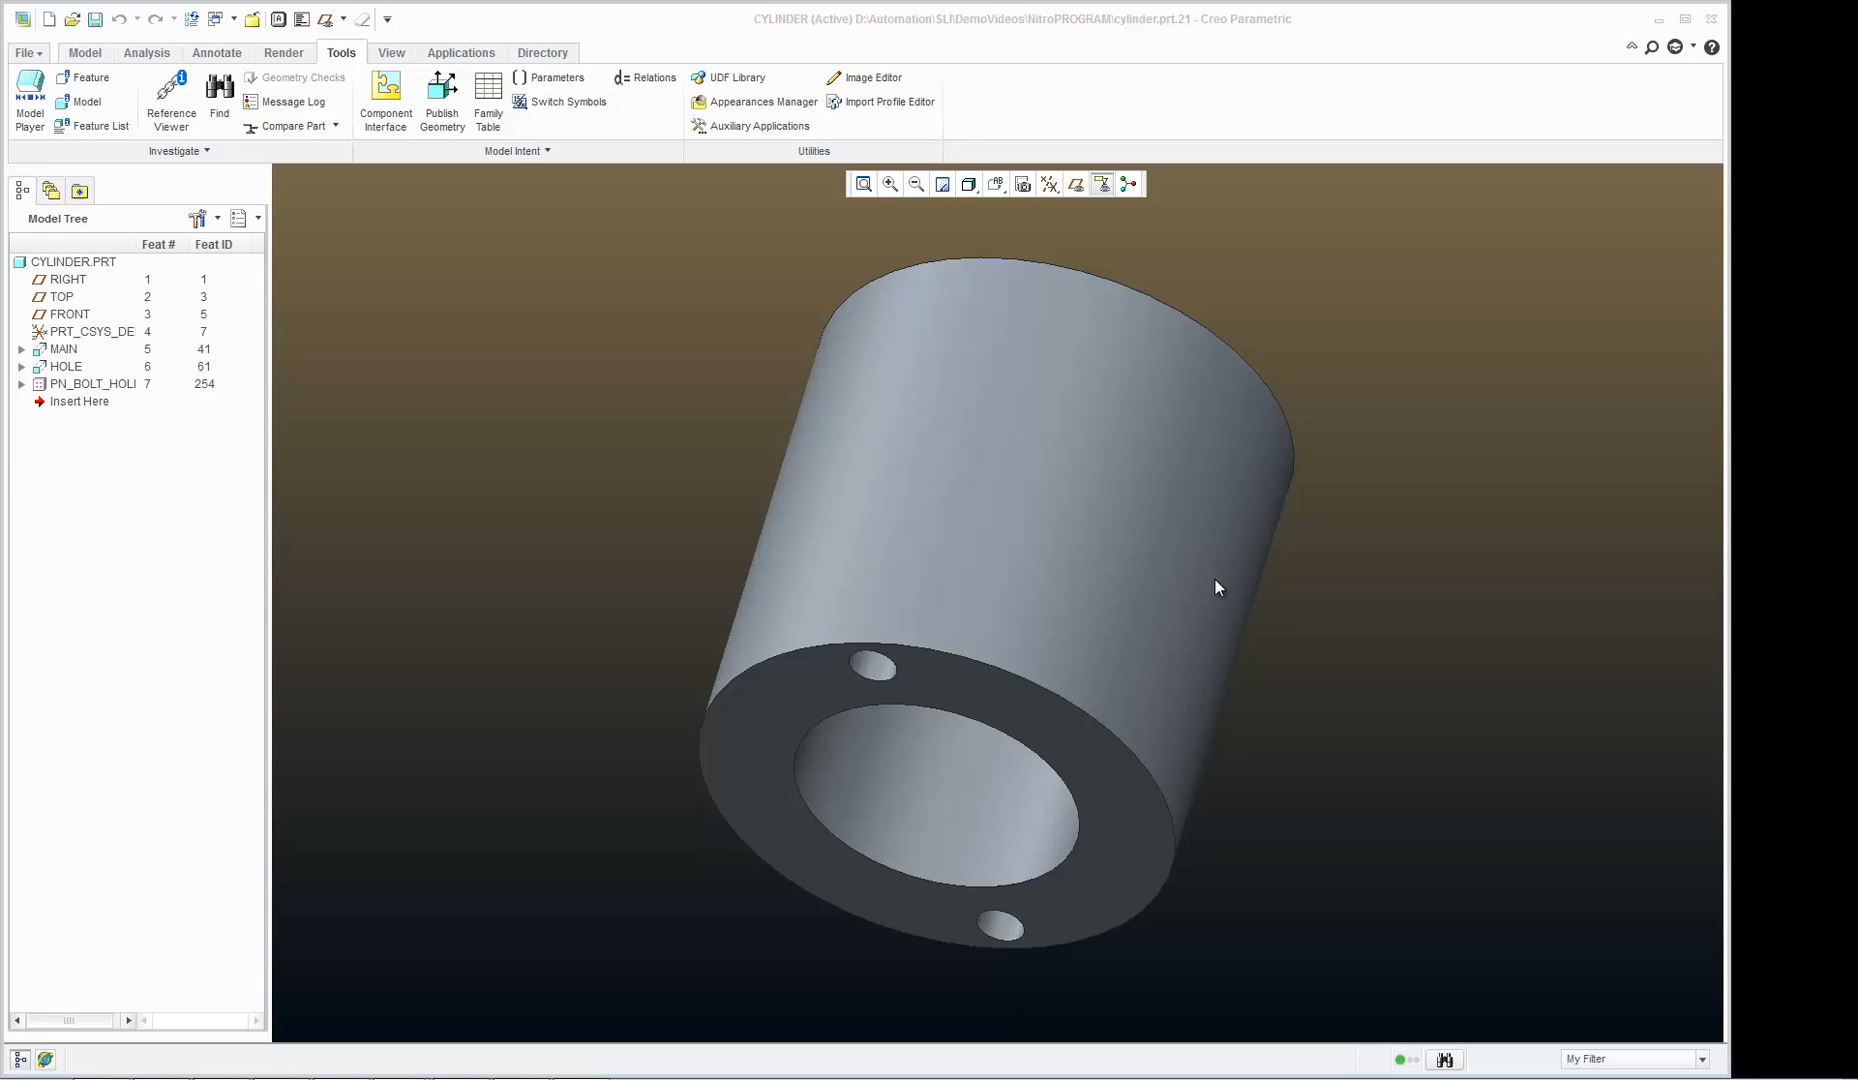 CYLINDER (Active) D:\Automation\SLI\DemoVideos\NitroPROGRAM\cylinder.prt.21 - Creo Parametric
File Model Analysis Annotate Render Tools View Applications Directory
Model Player
Feature
Model
Feature List
Reference Viewer
Find
Geometry Checks
Message Log
Compare Part
Component Interface
Publish Geometry
Family Table
Parameters
Switch Symbols
Relations
UDF Library
Appearances Manager
Auxiliary Applications
Image Editor
Import Profile Editor
Investigate Model Intent Utilities
Model Tree
Feat # Feat ID
CYLINDER.PRT
RIGHT 1 1
TOP 2 3
FRONT 3 5
PRT_CSYS_DE 4 7
MAIN 5 41
HOLE 6 61
PN_BOLT_HOLI 7 254
Insert Here
My Filter